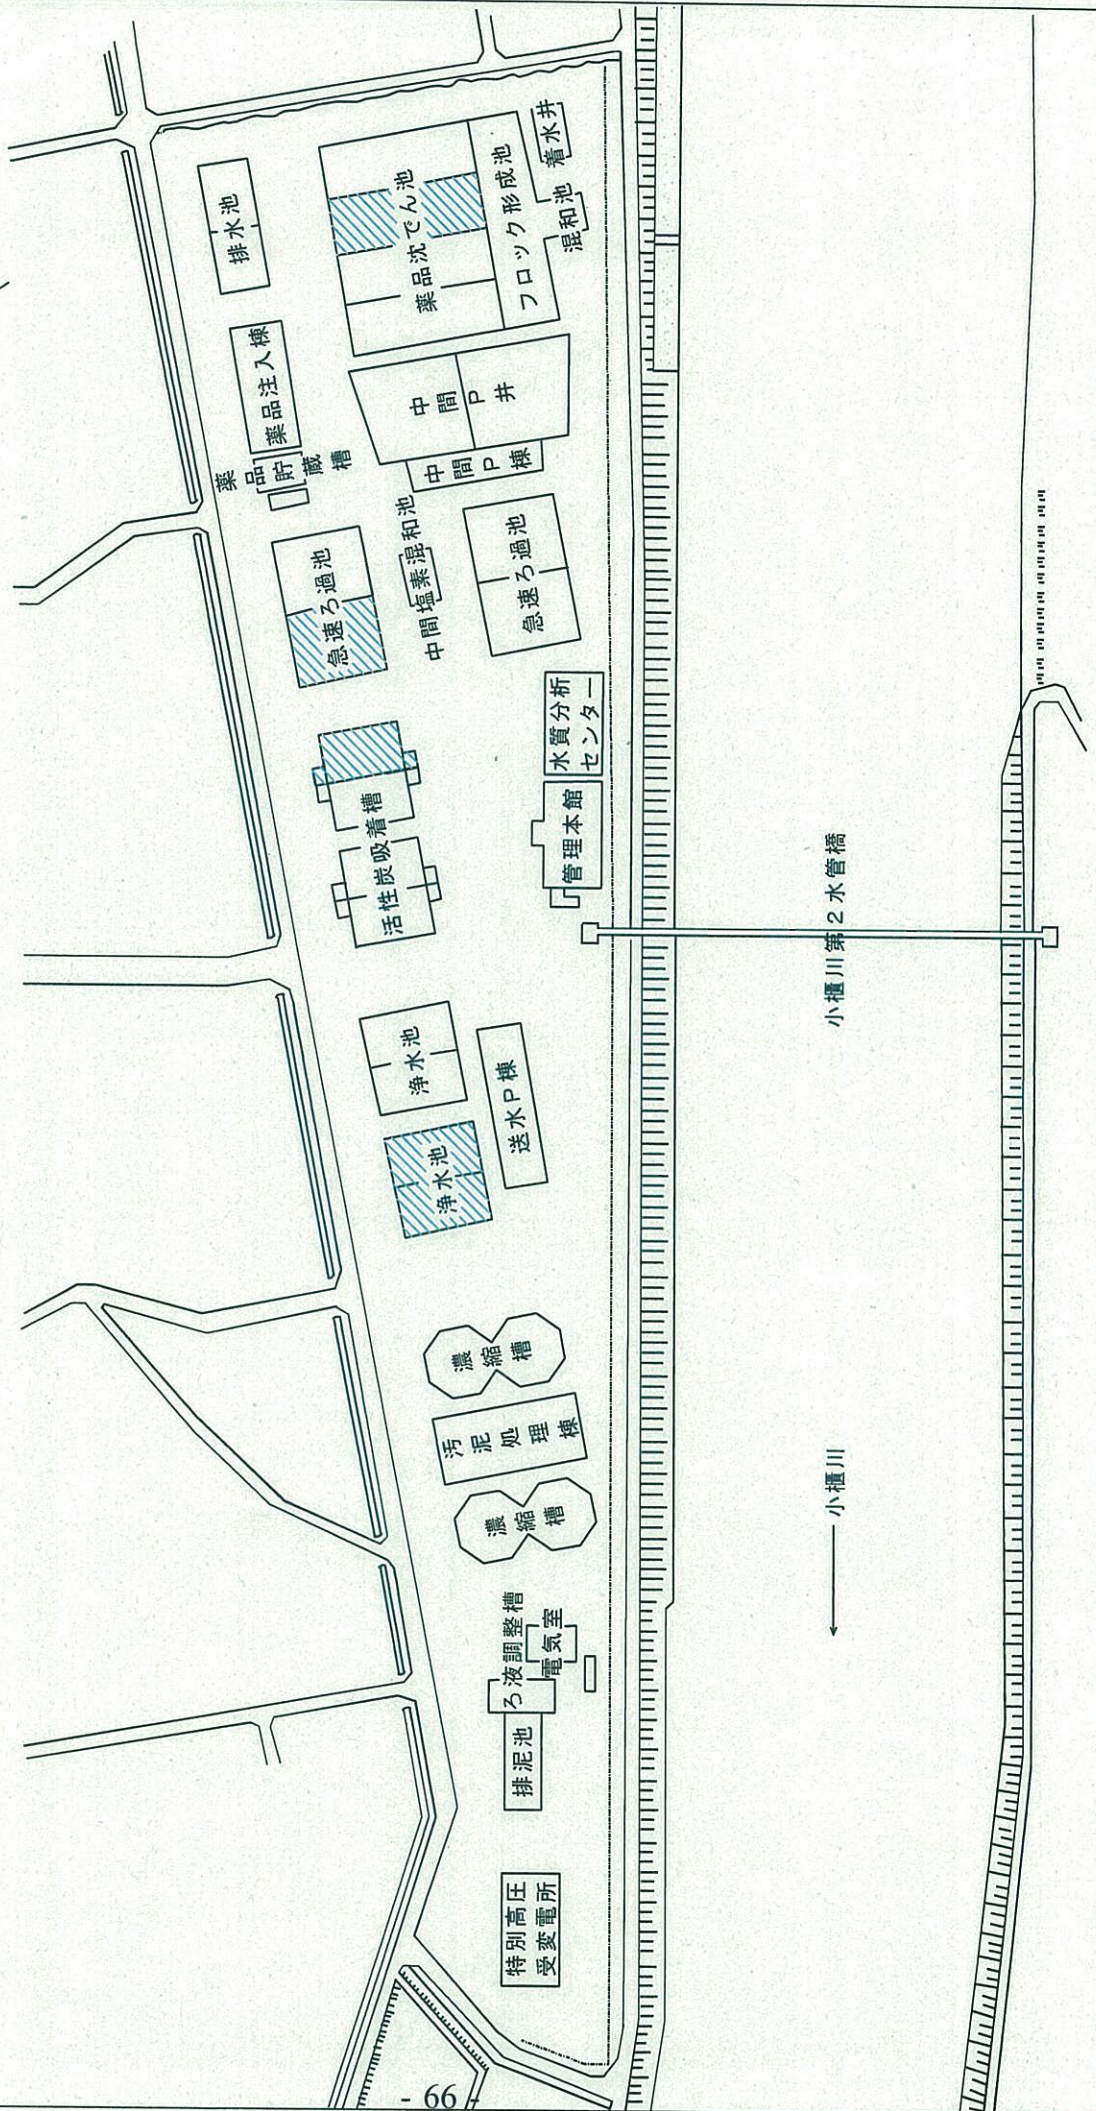 排水池
薬品注入棟
薬品貯蔵槽
薬品沈でん池
フロック形成池
混和池
着水井
中間
P
井
中間P棟
中間塩素混和池
急速ろ過池
急速ろ過池
水質分析
センター
管理本館
活性炭吸着槽
浄水池
浄水池
送水P棟
小櫃川第2水管橋
濃縮槽
汚泥処理棟
濃縮槽
小櫃川
ろ液調整槽
電気室
排泥池
特別高圧
受変電所
- 66 -